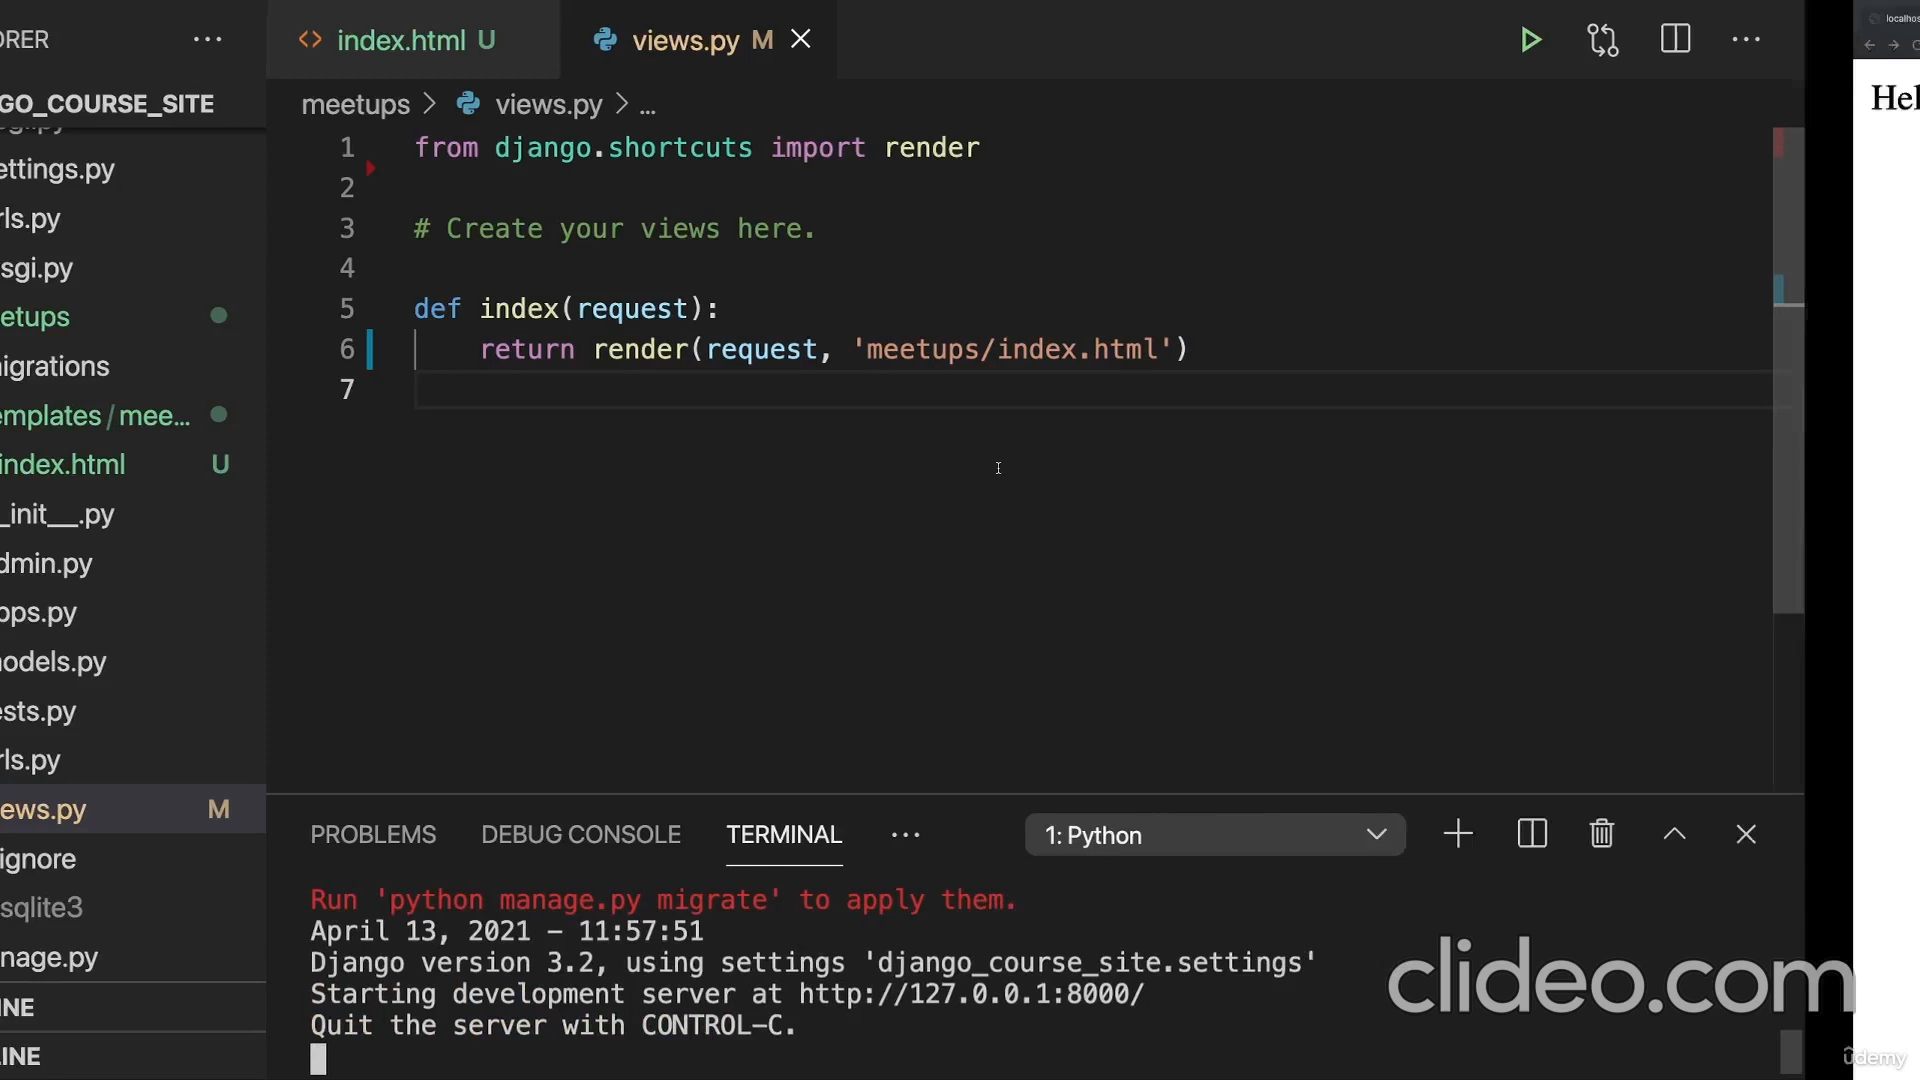 ORER
index.html U
views.py M
localhos
GO_COURSE_SITE
meetups > views.py > ...
Hel
1 from django.shortcuts import render
2
3 # Create your views here.
4
5 def index(request):
6 return render(request, 'meetups/index.html')
7
ettings.py
rls.py
sgi.py
etups
igrations
emplates / mee...
index.html U
_init__.py
dmin.py
pps.py
odels.py
ests.py
rls.py
ews.py M
ignore
sqlite3
nage.py
INE
LINE
PROBLEMS DEBUG CONSOLE TERMINAL ... 1: Python
Run 'python manage.py migrate' to apply them.
April 13, 2021 - 11:57:51
Django version 3.2, using settings 'django_course_site.settings'
Starting development server at http://127.0.0.1:8000/
Quit the server with CONTROL-C.
clideo.com
ûdemy